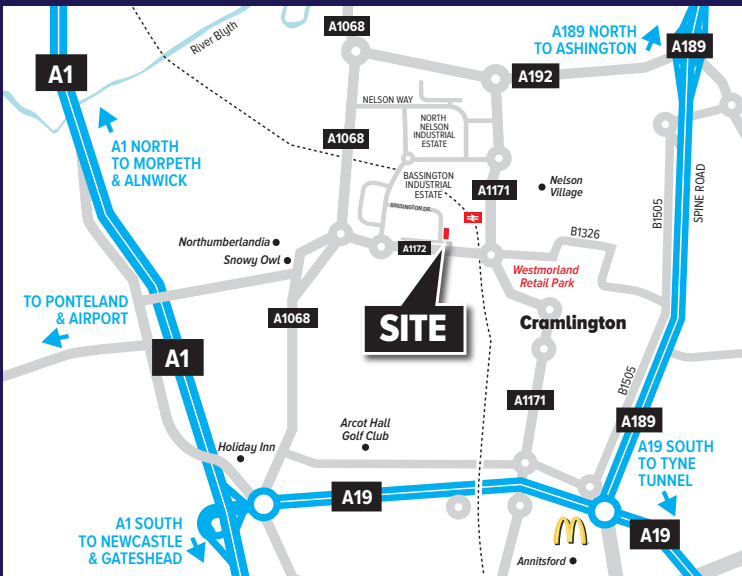 A1068
River Blyth
A189 NORTH
TO ASHINGTON
A189
A1
A192
NELSON WAY
NORTH
NELSON
INDUSTRIAL
ESTATE
A1068
A1 NORTH
TO MORPETH
& ALNWICK
BASSINGTON
INDUSTRIAL
ESTATE
A1171
Nelson
Village
BASSINGTON DR.
B1505
SPINE ROAD
B1326
Northumberlandia
A1172
Snowy Owl
Westmorland
Retail Park
TO PONTELAND
& AIRPORT
A1068
SITE
Cramlington
A1
B1505
A1171
A189
Arcot Hall
Golf Club
Holiday Inn
A19 SOUTH
TO TYNE
TUNNEL
A19
A1 SOUTH
TO NEWCASTLE
& GATESHEAD
A19
Annitsford